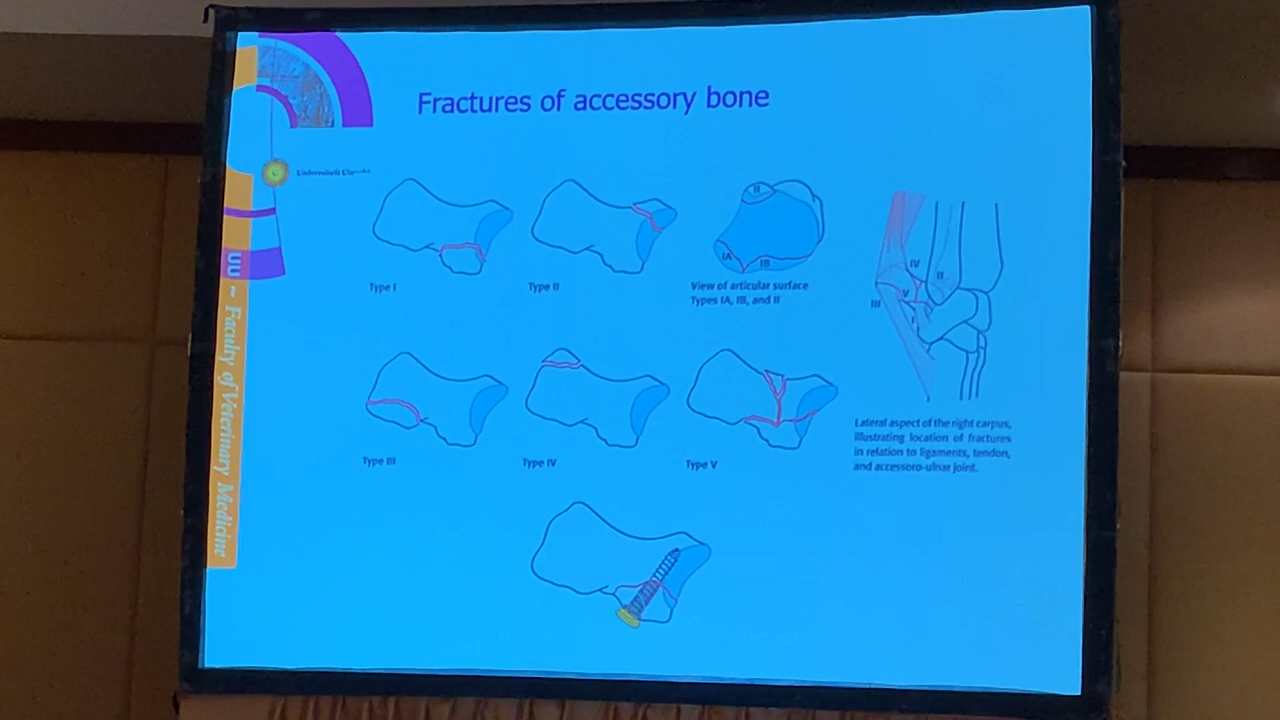 Fractures of accessory bone
Universiteit Utrecht
UU – Faculty of Veterinary Medicine
Type I
Type II
II
IA
IB
View of articular surface
Types IA, IB, and II
IV
II
V
III
I
Lateral aspect of the right carpus,
illustrating location of fractures
in relation to ligaments, tendon,
and accessoro-ulnar joint.
Type III
Type IV
Type V